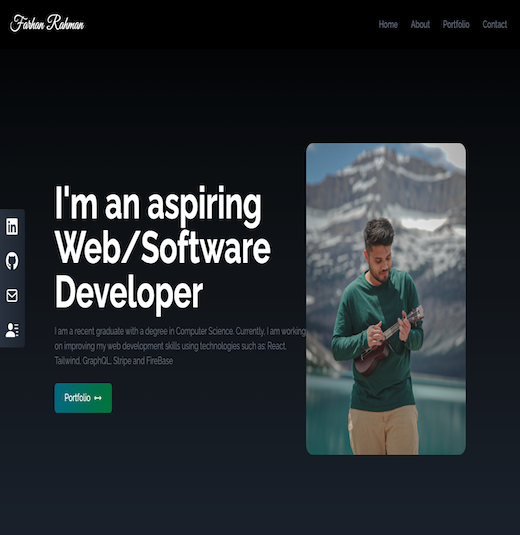 Farhan Rahman
Home About Portfolio Contact
I'm an aspiring
Web/Software
Developer
I am a recent graduate with a degree in Computer Science. Currently, I am working
on improving my web development skills using technologies such as: React,
Tailwind, GraphQL, Stripe and FireBase
Portfolio
in